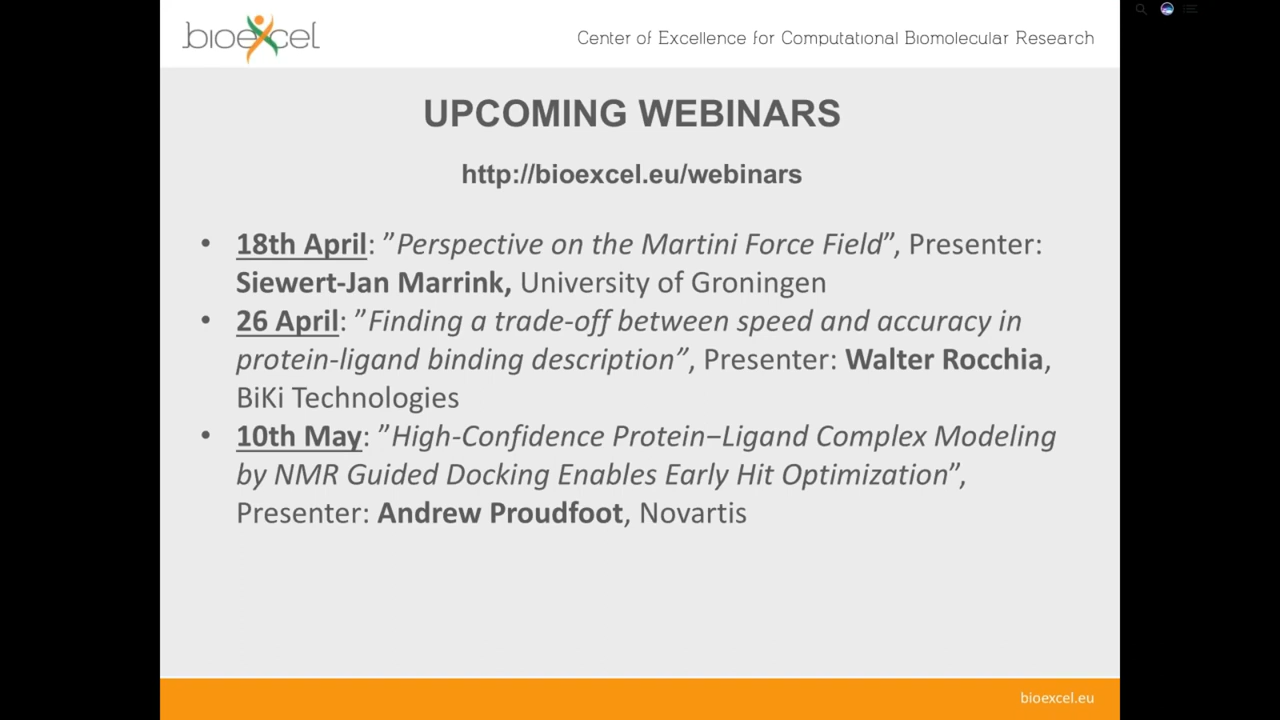 bioexcel
Center of Excellence for Computational Biomolecular Research
UPCOMING WEBINARS
http://bioexcel.eu/webinars
• 18th April: ”Perspective on the Martini Force Field”, Presenter:
Siewert-Jan Marrink, University of Groningen
• 26 April: ”Finding a trade-off between speed and accuracy in
protein-ligand binding description”, Presenter: Walter Rocchia,
BiKi Technologies
• 10th May: ”High-Confidence Protein–Ligand Complex Modeling
by NMR Guided Docking Enables Early Hit Optimization”,
Presenter: Andrew Proudfoot, Novartis
bioexcel.eu